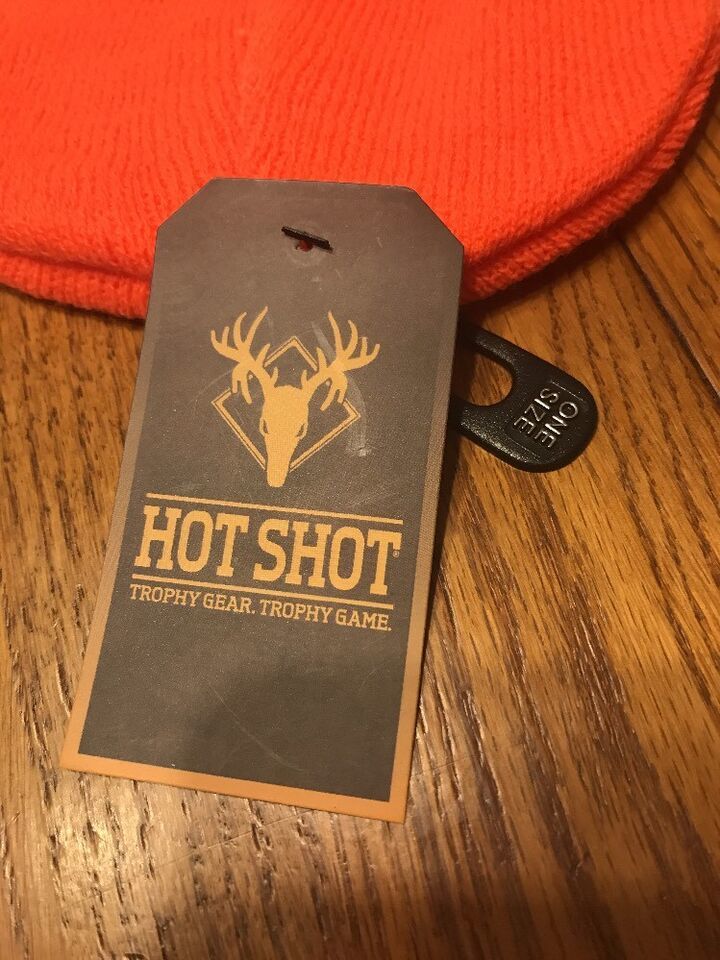 HOT SHOT®
TROPHY GEAR. TROPHY GAME.
ONE
SIZE